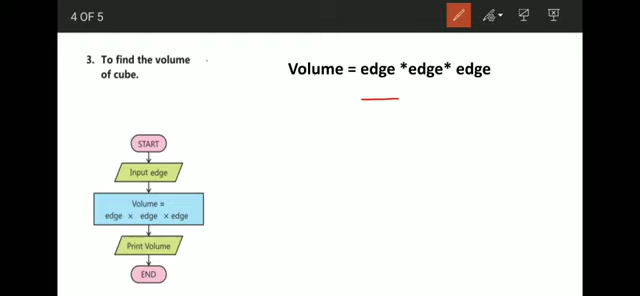 4 OF 5
3. To find the volume
of cube.
Volume = edge *edge* edge
START
Input edge
Volume =
edge × edge × edge
Print Volume
END